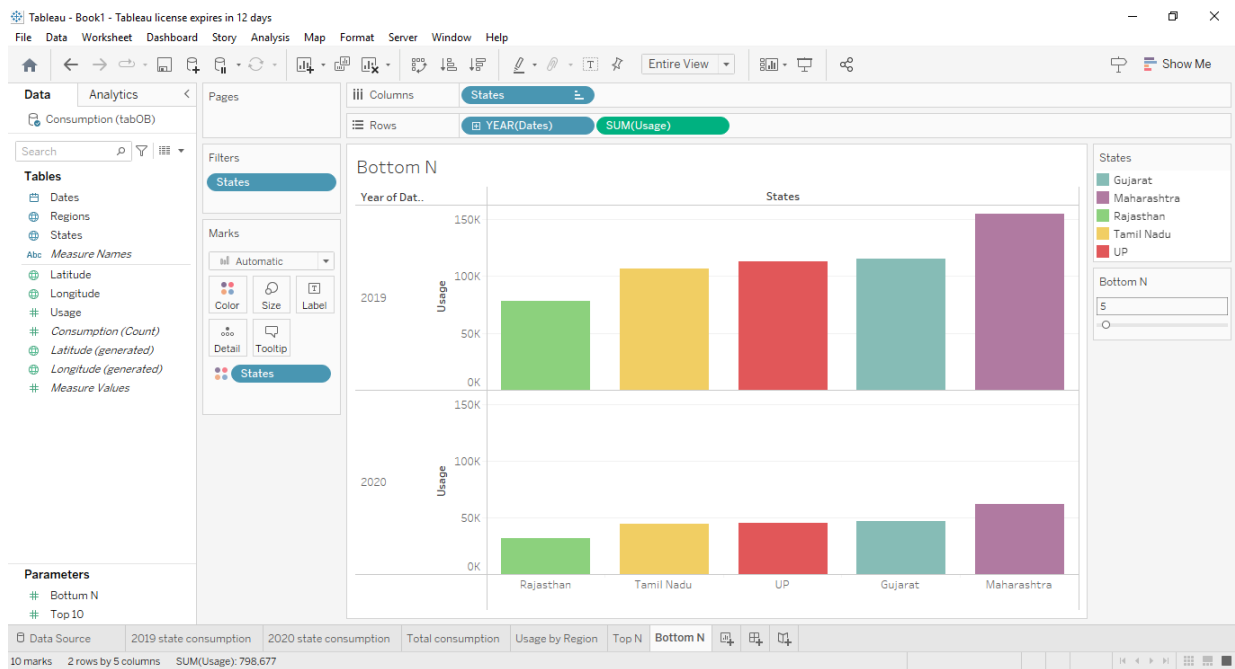 Tableau - Book1 - Tableau license expires in 12 days
File Data Worksheet Dashboard Story Analysis Map Format Server Window Help
Entire View
Show Me
Data Analytics
Consumption (tabOB)
Search
Tables
Dates
Regions
States
Abc Measure Names
Latitude
Longitude
# Usage
# Consumption (Count)
Latitude (generated)
Longitude (generated)
# Measure Values
Parameters
# Bottum N
# Top 10
Pages
Filters
States
Marks
Automatic
Color Size Label
Detail Tooltip
States
Columns States
Rows YEAR(Dates) SUM(Usage)
Bottom N
Year of Dat.. States
2019
Usage
150K
100K
50K
0K
2020
Usage
150K
100K
50K
0K
Rajasthan Tamil Nadu UP Gujarat Maharashtra
States
Gujarat
Maharashtra
Rajasthan
Tamil Nadu
UP
Bottom N
5
Data Source 2019 state consumption 2020 state consumption Total consumption Usage by Region Top N Bottom N
10 marks 2 rows by 5 columns SUM(Usage): 798,677